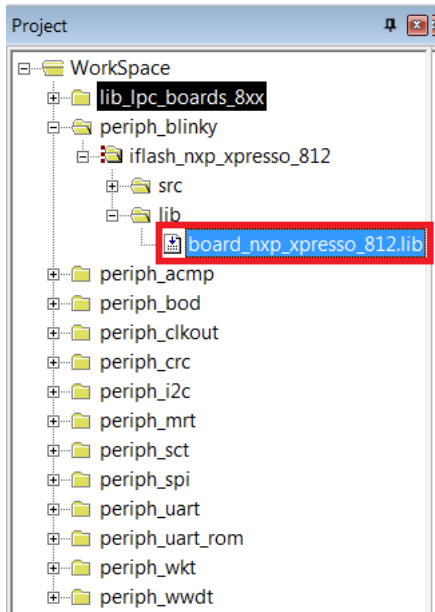 Project
WorkSpace
lib_lpc_boards_8xx
periph_blinky
iflash_nxp_xpresso_812
src
lib
board_nxp_xpresso_812.lib
periph_acmp
periph_bod
periph_clkout
periph_crc
periph_i2c
periph_mrt
periph_sct
periph_spi
periph_uart
periph_uart_rom
periph_wkt
periph_wwdt